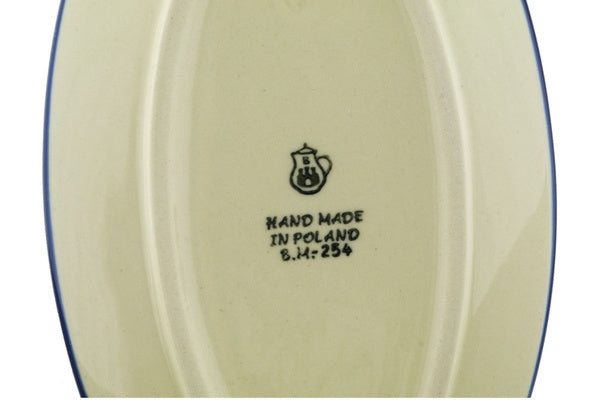 B
HAND MADE
IN POLAND
B.M.-254